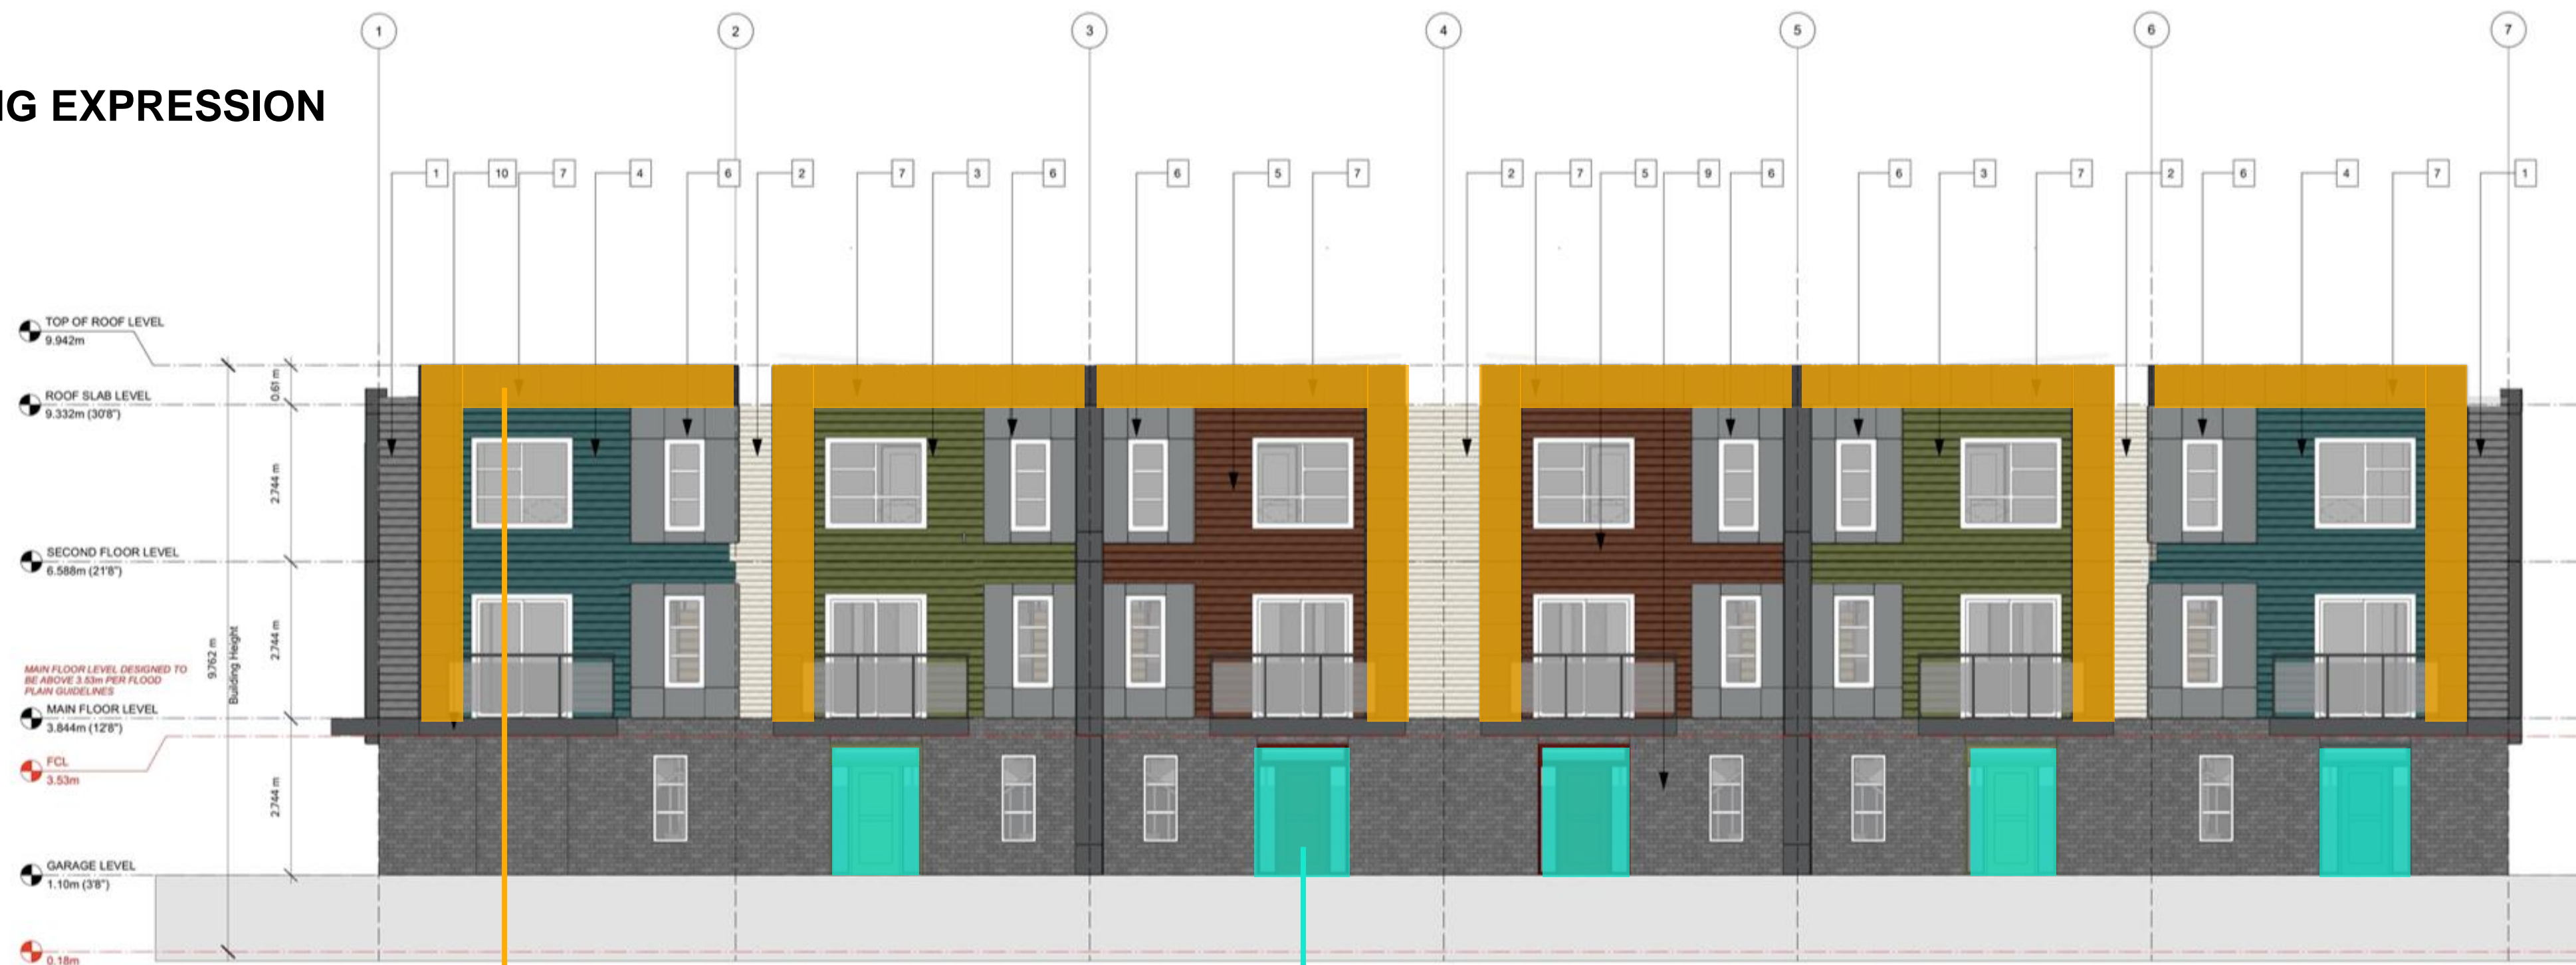 1 2 3 4 5 6 7
NG EXPRESSION
1 10 7 4 6 2 7 3 6 6 5 7 2 7 5 9 6 6 3 7 2 6 4 7 1
TOP OF ROOF LEVEL
9.942m
0.61 m
ROOF SLAB LEVEL
9.332m (30'8")
2.744 m
SECOND FLOOR LEVEL
6.588m (21'8")
2.744 m
9.762 m
Building Height
MAIN FLOOR LEVEL DESIGNED TO
BE ABOVE 3.53m PER FLOOD
PLAIN GUIDELINES
MAIN FLOOR LEVEL
3.844m (12'8")
FCL
3.53m
2.744 m
GARAGE LEVEL
1.10m (3'8")
0.18m